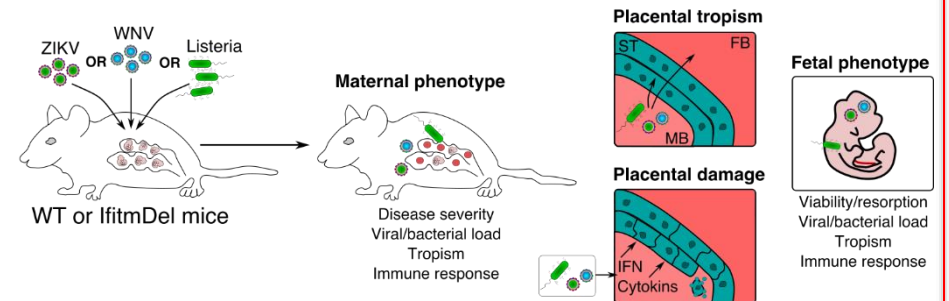 ZIKV
OR
WNV
OR
Listeria
WT or IfitmDel mice
Maternal phenotype
Disease severity
Viral/bacterial load
Tropism
Immune response
Placental tropism
ST
FB
MB
Placental damage
IFN
Cytokins
Fetal phenotype
Viability/resorption
Viral/bacterial load
Tropism
Immune response